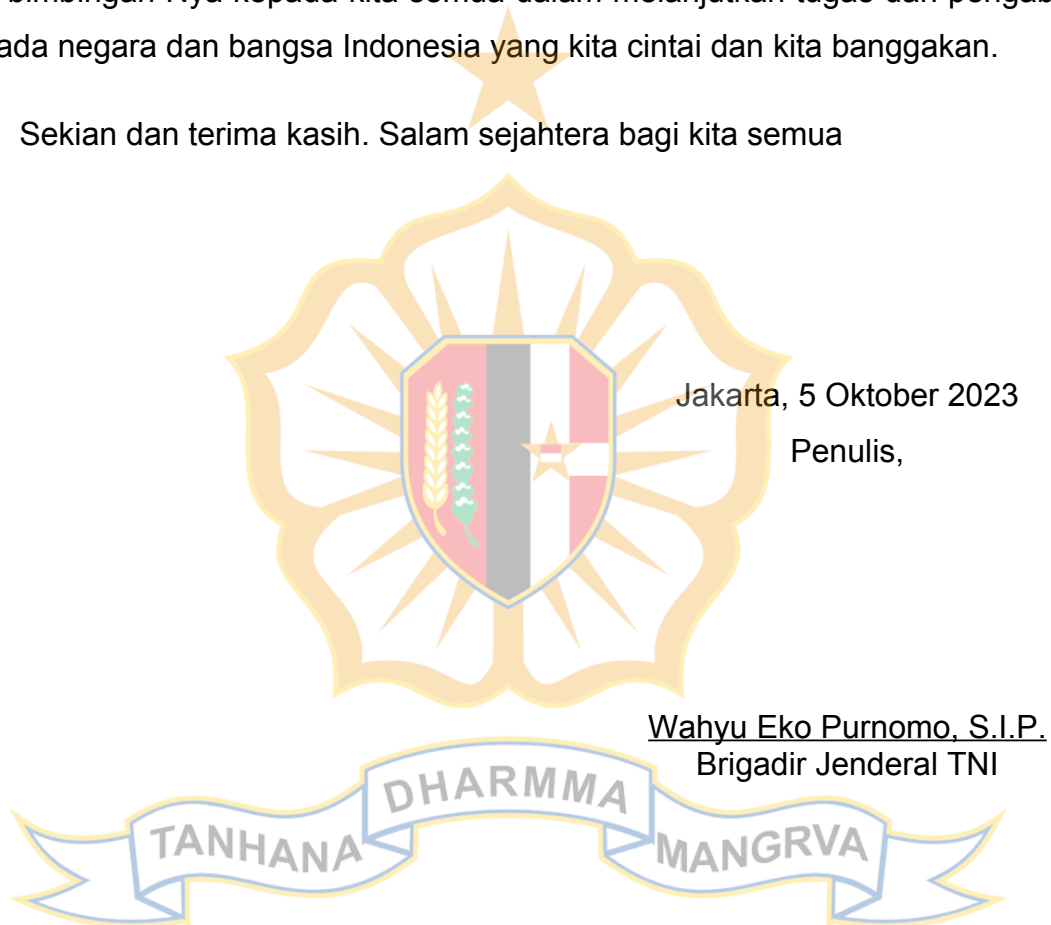 bimbingan Nya kepada kita semua dalam melanjutkan tugas dan pengab
ada negara dan bangsa Indonesia yang kita cintai dan kita banggakan.
Sekian dan terima kasih. Salam sejahtera bagi kita semua
Jakarta, 5 Oktober 2023
Penulis,
Wahyu Eko Purnomo, S.I.P.
Brigadir Jenderal TNI
TANHANA DHARMMA MANGRVA